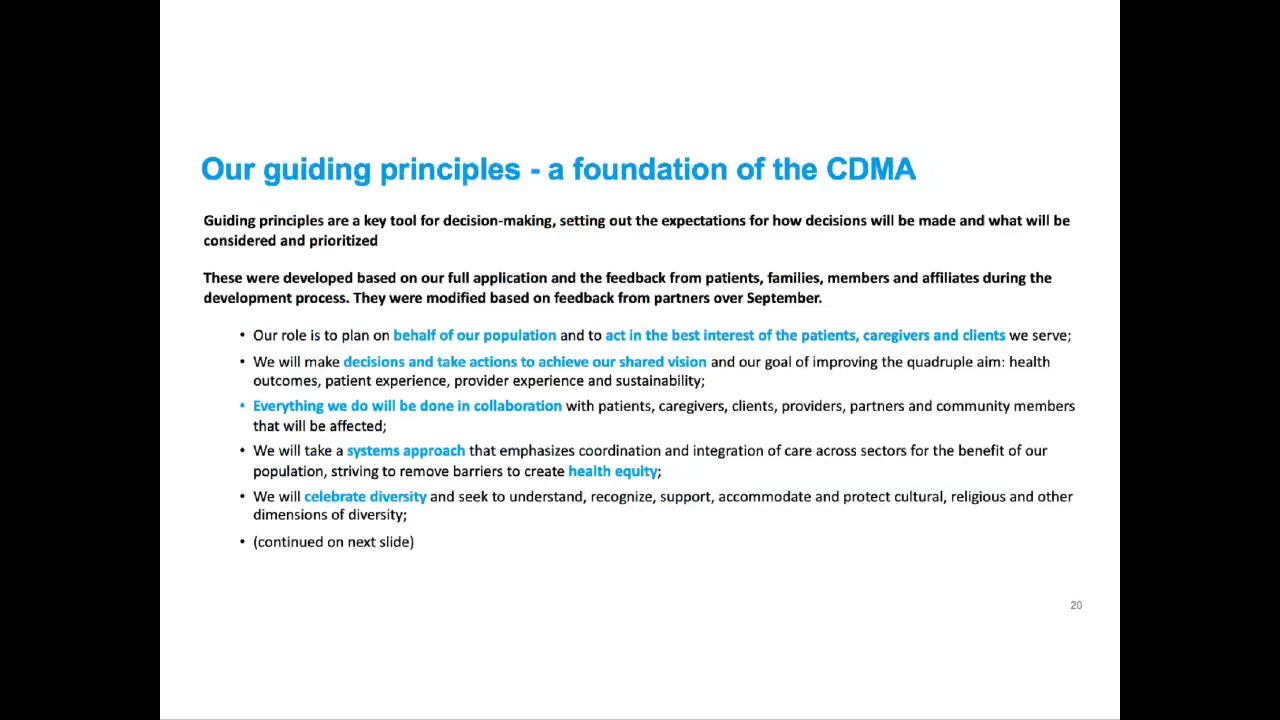 Our guiding principles - a foundation of the CDMA
Guiding principles are a key tool for decision-making, setting out the expectations for how decisions will be made and what will be
considered and prioritized
These were developed based on our full application and the feedback from patients, families, members and affiliates during the
development process. They were modified based on feedback from partners over September.
• Our role is to plan on behalf of our population and to act in the best interest of the patients, caregivers and clients we serve;
• We will make decisions and take actions to achieve our shared vision and our goal of improving the quadruple aim: health
outcomes, patient experience, provider experience and sustainability;
• Everything we do will be done in collaboration with patients, caregivers, clients, providers, partners and community members
that will be affected;
• We will take a systems approach that emphasizes coordination and integration of care across sectors for the benefit of our
population, striving to remove barriers to create health equity;
• We will celebrate diversity and seek to understand, recognize, support, accommodate and protect cultural, religious and other
dimensions of diversity;
• (continued on next slide)
20